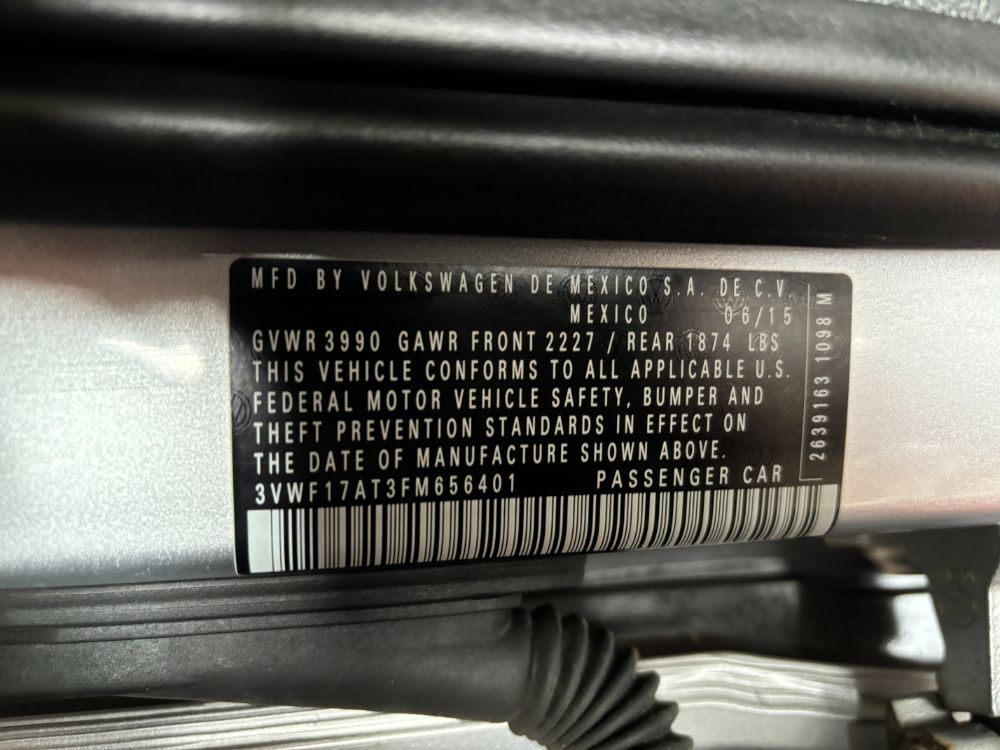 MFD BY VOLKSWAGEN DE MEXICO S.A. DE C.V.
MEXICO 06/15
GVWR 3990 GAWR FRONT 2227 / REAR 1874 LBS
THIS VEHICLE CONFORMS TO ALL APPLICABLE U.S.
FEDERAL MOTOR VEHICLE SAFETY, BUMPER AND
THEFT PREVENTION STANDARDS IN EFFECT ON
THE DATE OF MANUFACTURE SHOWN ABOVE.
3VWF17AT3FM656401 PASSENGER CAR
2639163 1098 M